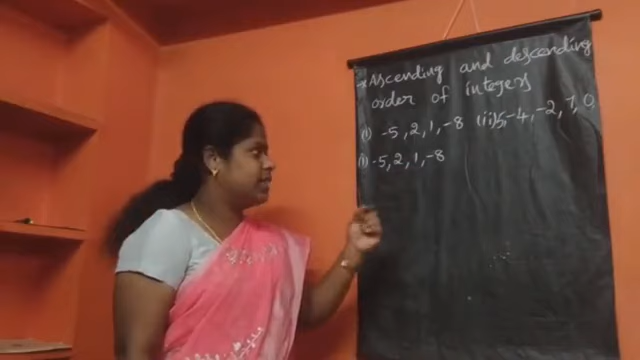 *Ascending and descending
order of integers
(i) -5, 2, 1, -8 (ii) 5, -4, -2, 7, 0
(i) -5, 2, 1, -8